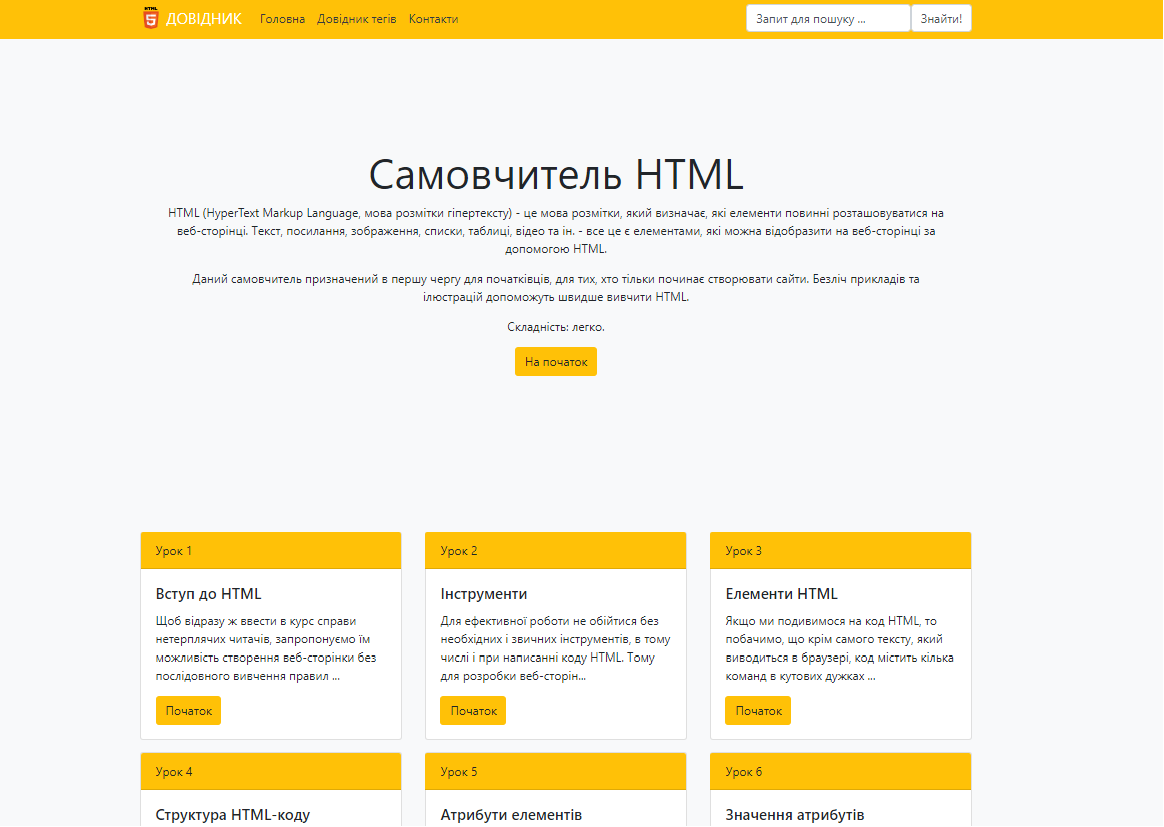 HTML
ДОВІДНИК Головна Довідник тегів Контакти Запит для пошуку ... Знайти!
Самовчитель HTML
HTML (HyperText Markup Language, мова розмітки гіпертексту) - це мова розмітки, який визначає, які елементи повинні розташовуватися на
веб-сторінці. Текст, посилання, зображення, списки, таблиці, відео та ін. - все це є елементами, які можна відобразити на веб-сторінці за
допомогою HTML.
Даний самовчитель призначений в першу чергу для початківців, для тих, хто тільки починає створювати сайти. Безліч прикладів та
ілюстрацій допоможуть швидше вивчити HTML.
Складність: легко.
На початок
Урок 1
Вступ до HTML
Щоб відразу ж ввести в курс справи
нетерплячих читачів, запропонуємо їм
можливість створення веб-сторінки без
послідовного вивчення правил ...
Початок
Урок 2
Інструменти
Для ефективної роботи не обійтися без
необхідних і звичних інструментів, в тому
числі і при написанні коду HTML. Тому
для розробки веб-сторін...
Початок
Урок 3
Елементи HTML
Якщо ми подивимося на код HTML, то
побачимо, що крім самого тексту, який
виводиться в браузері, код містить кілька
команд в кутових дужках ...
Початок
Урок 4
Структура HTML-коду
Урок 5
Атрибути елементів
Урок 6
Значення атрибутів